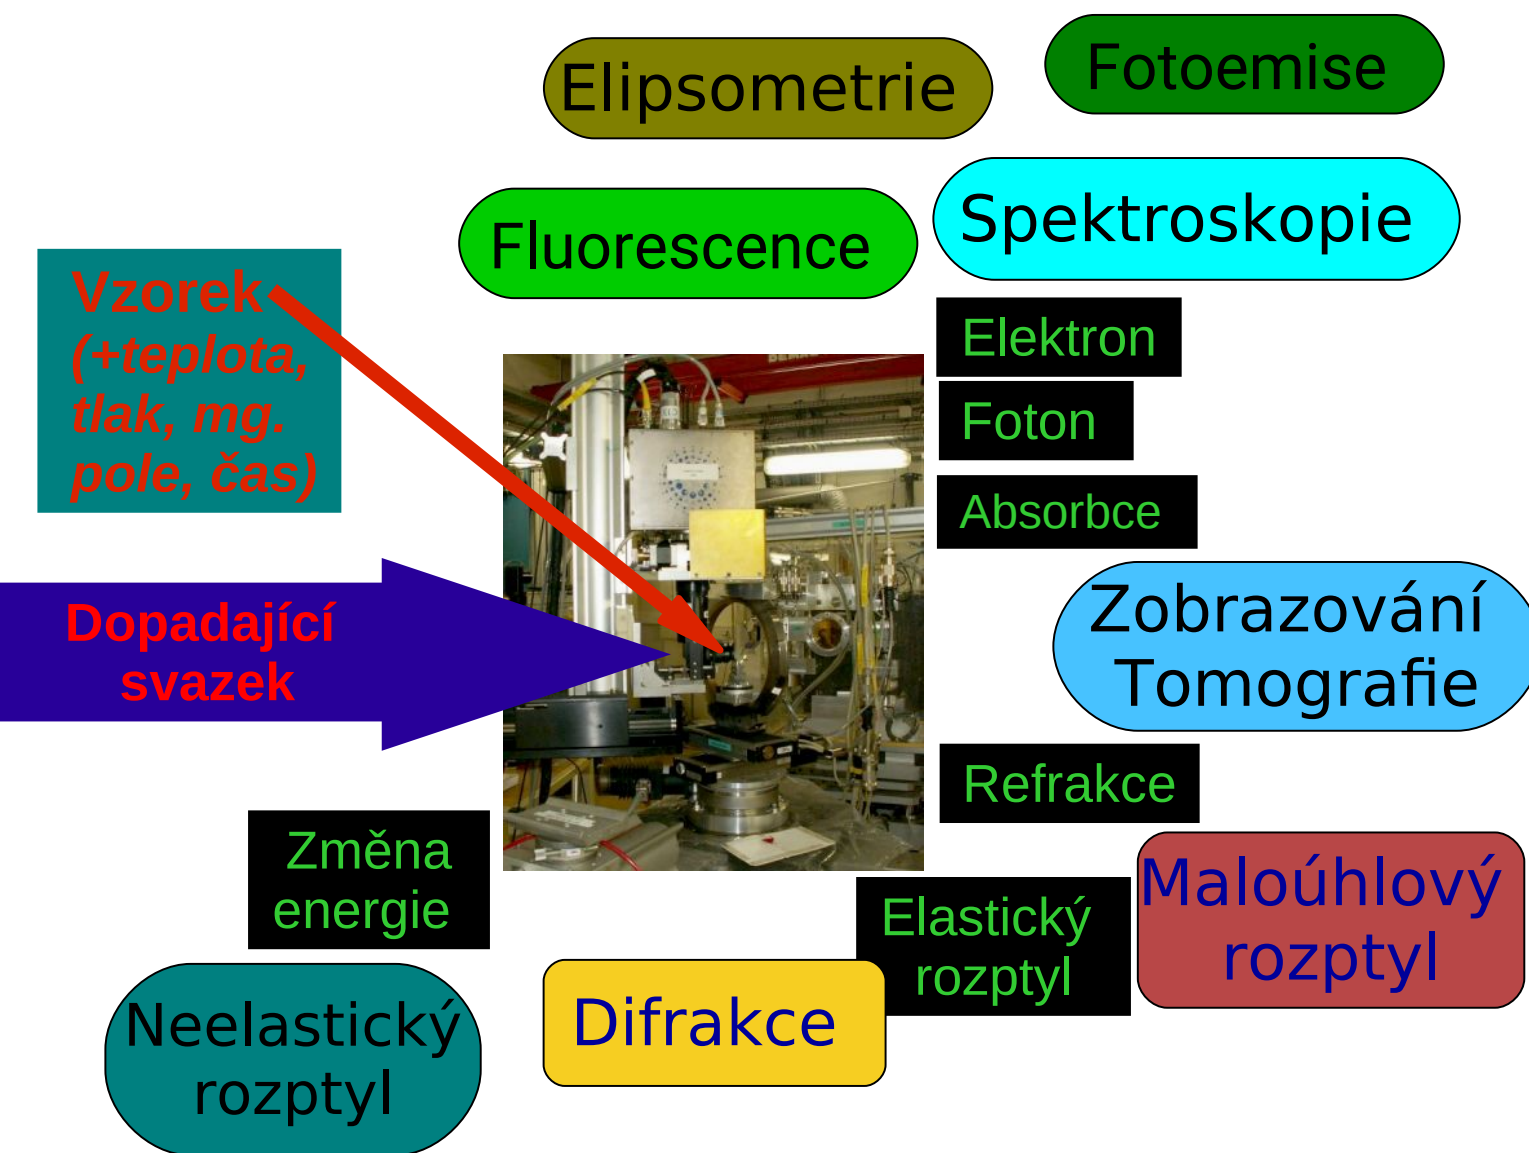 Elipsometrie
Fotoemise
Fluorescence
Spektroskopie
Vzorek
(+teplota,
tlak, mg.
pole, čas)
Elektron
Foton
Absorbce
Dopadající
svazek
Zobrazování
Tomografie
Refrakce
Změna
energie
Elastický
rozptyl
Maloúhlový
rozptyl
Neelastický
rozptyl
Difrakce